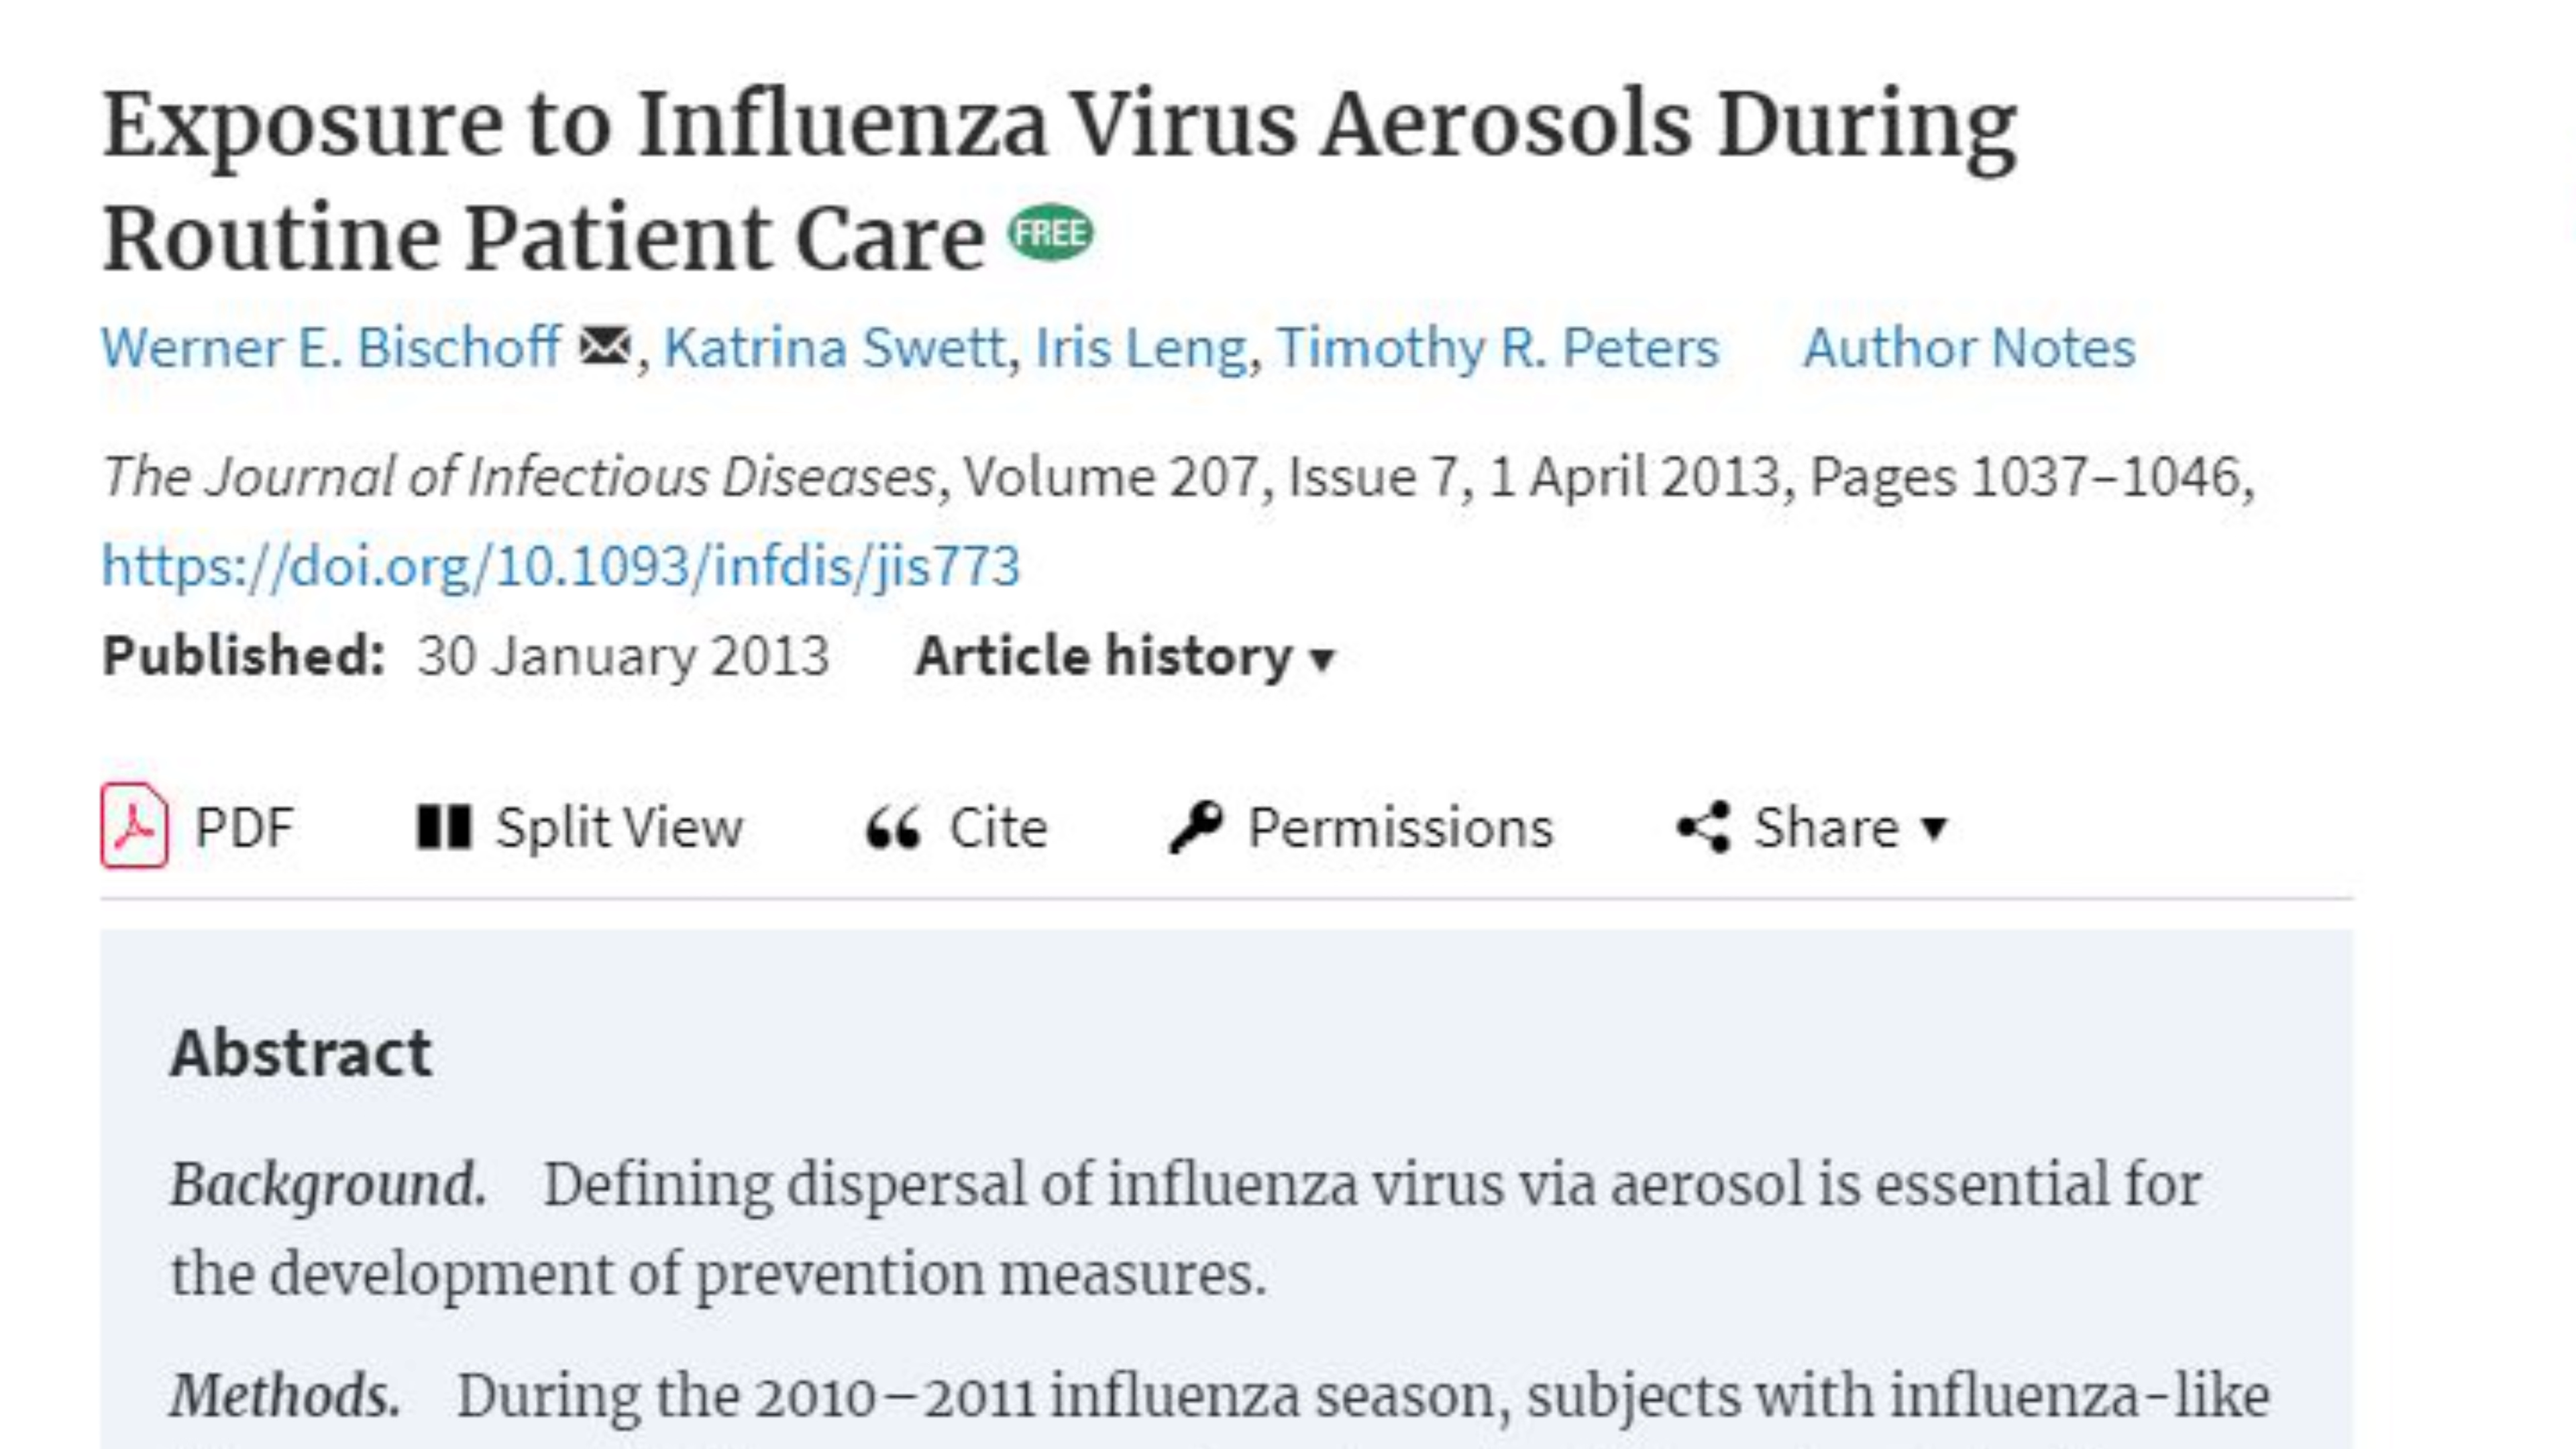 Exposure to Influenza Virus Aerosols During
Routine Patient Care FREE
Werner E. Bischoff, Katrina Swett, Iris Leng, Timothy R. Peters Author Notes
The Journal of Infectious Diseases, Volume 207, Issue 7, 1 April 2013, Pages 1037–1046,
https://doi.org/10.1093/infdis/jis773
Published: 30 January 2013 Article history
PDF Split View Cite Permissions Share
Abstract
Background. Defining dispersal of influenza virus via aerosol is essential for
the development of prevention measures.
Methods. During the 2010–2011 influenza season, subjects with influenza-like